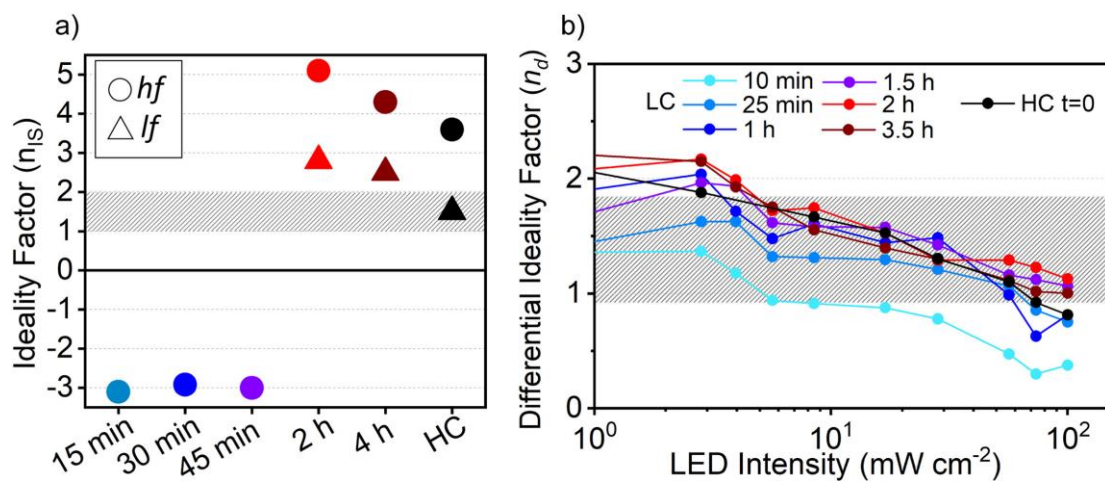 a)
Ideality Factor (n_IS)
5
4
3
2
1
0
-1
-2
-3
hf
lf
15 min
30 min
45 min
2 h
4 h
HC
b)
Differential Ideality Factor (n_d)
3
2
1
0
LC
10 min
25 min
1 h
1.5 h
2 h
3.5 h
HC t=0
10^0
10^1
10^2
LED Intensity (mW cm^-2)